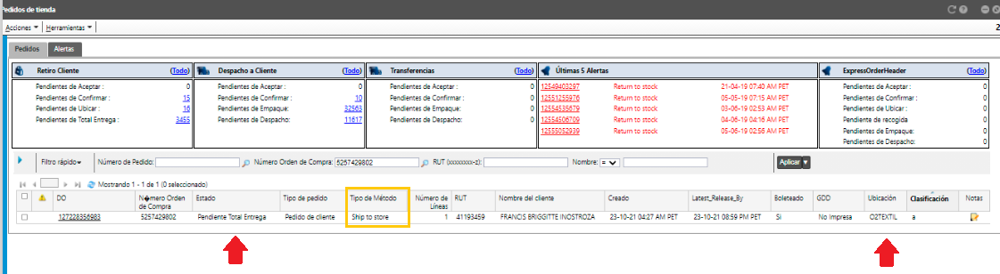 Pedidos de tienda
Acciones Herramientas 2
Pedidos Alertas
Retiro Cliente (Todo)
Pendientes de Aceptar : 0
Pendientes de Confirmar : 15
Pendientes de Ubicar : 16
Pendientes de Total Entrega : 3455
Despacho a Cliente (Todo)
Pendientes de Aceptar : 0
Pendientes de Confirmar : 10
Pendientes de Empaque: 32563
Pendientes de Despacho: 11617
Transferencias (Todo)
Pendientes de Aceptar : 0
Pendientes de Confirmar : 0
Pendientes de Empaque: 0
Pendientes de Despacho: 0
Últimas 5 Alertas
12549403297 Return to stock 21-04-19 07:40 AM PET
12551255976 Return to stock 05-05-19 07:15 AM PET
12554535679 Return to stock 03-06-19 02:53 AM PET
12554506709 Return to stock 04-06-19 04:16 AM PET
12555052939 Return to stock 05-06-19 02:56 AM PET
ExpressOrderHeader (Todo)
Pendientes de Aceptar : 0
Pendientes de Confirmar : 0
Pendientes de Ubicar : 0
Pendiente de recogida 0
Pendientes de Empaque: 0
Pendientes de Despacho: 0
Filtro rápido Número de Pedido: Número Orden de Compra: 5257429802 RUT (xxxxxxxx-z): Nombre: = Aplicar
Mostrando 1 - 1 de 1 (0 seleccionado)
DO N�mero Orden de Compra Estado Tipo de pedido Tipo de Método Número de Líneas RUT Nombre del cliente Creado Latest_Release_By Boleteado GDD Ubicación Clasificación Notas
127228356983 5257429802 Pendiente Total Entrega Pedido de cliente Ship to store 1 41193459 FRANCIS BRIGGITTE INOSTROZA 23-10-21 04:27 AM PET 23-10-21 08:59 PM PET Si No Impresa O2TEXTIL a